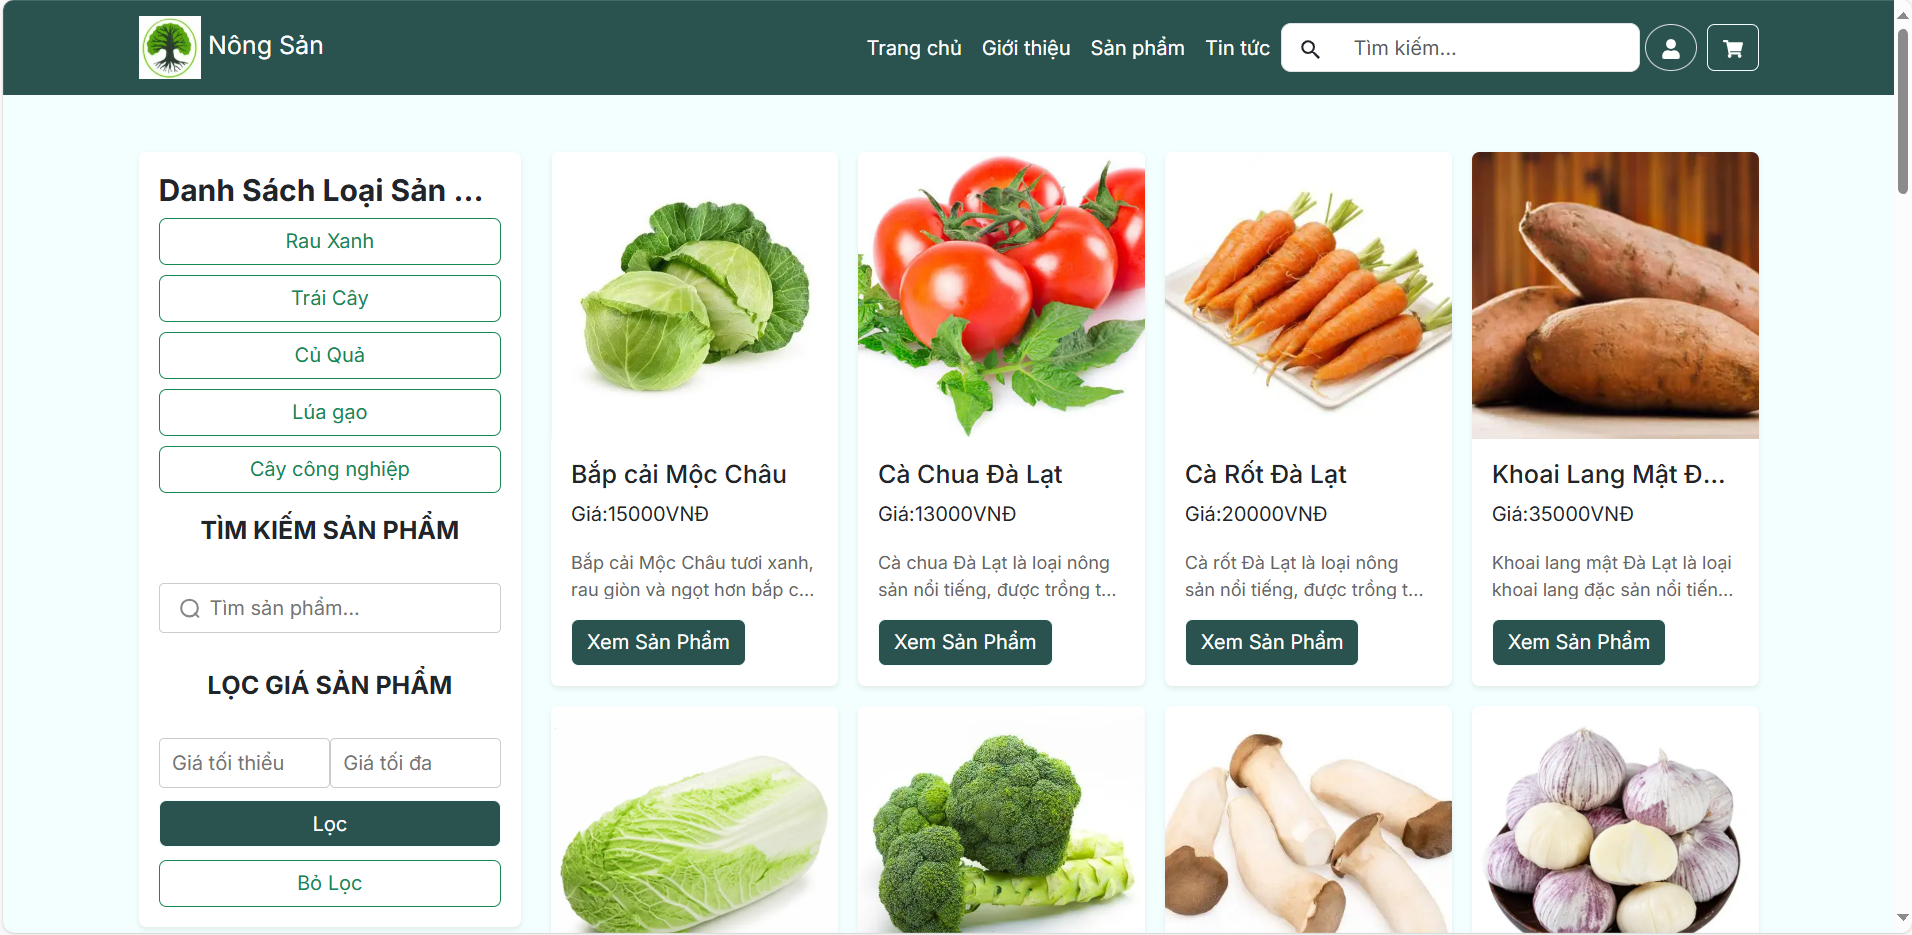 Nông Sản
Trang chủ Giới thiệu Sản phẩm Tin tức Tìm kiếm...
Danh Sách Loại Sản ...
Rau Xanh
Trái Cây
Củ Quả
Lúa gạo
Cây công nghiệp
TÌM KIẾM SẢN PHẨM
Tìm sản phẩm...
LỌC GIÁ SẢN PHẨM
Giá tối thiểu Giá tối đa
Lọc
Bỏ Lọc
Bắp cải Mộc Châu
Giá:15000VNĐ
Bắp cải Mộc Châu tươi xanh,
rau giòn và ngọt hơn bắp c...
Xem Sản Phẩm
Cà Chua Đà Lạt
Giá:13000VNĐ
Cà chua Đà Lạt là loại nông
sản nổi tiếng, được trồng t...
Xem Sản Phẩm
Cà Rốt Đà Lạt
Giá:20000VNĐ
Cà rốt Đà Lạt là loại nông
sản nổi tiếng, được trồng t...
Xem Sản Phẩm
Khoai Lang Mật Đ...
Giá:35000VNĐ
Khoai lang mật Đà Lạt là loại
khoai lang đặc sản nổi tiến...
Xem Sản Phẩm